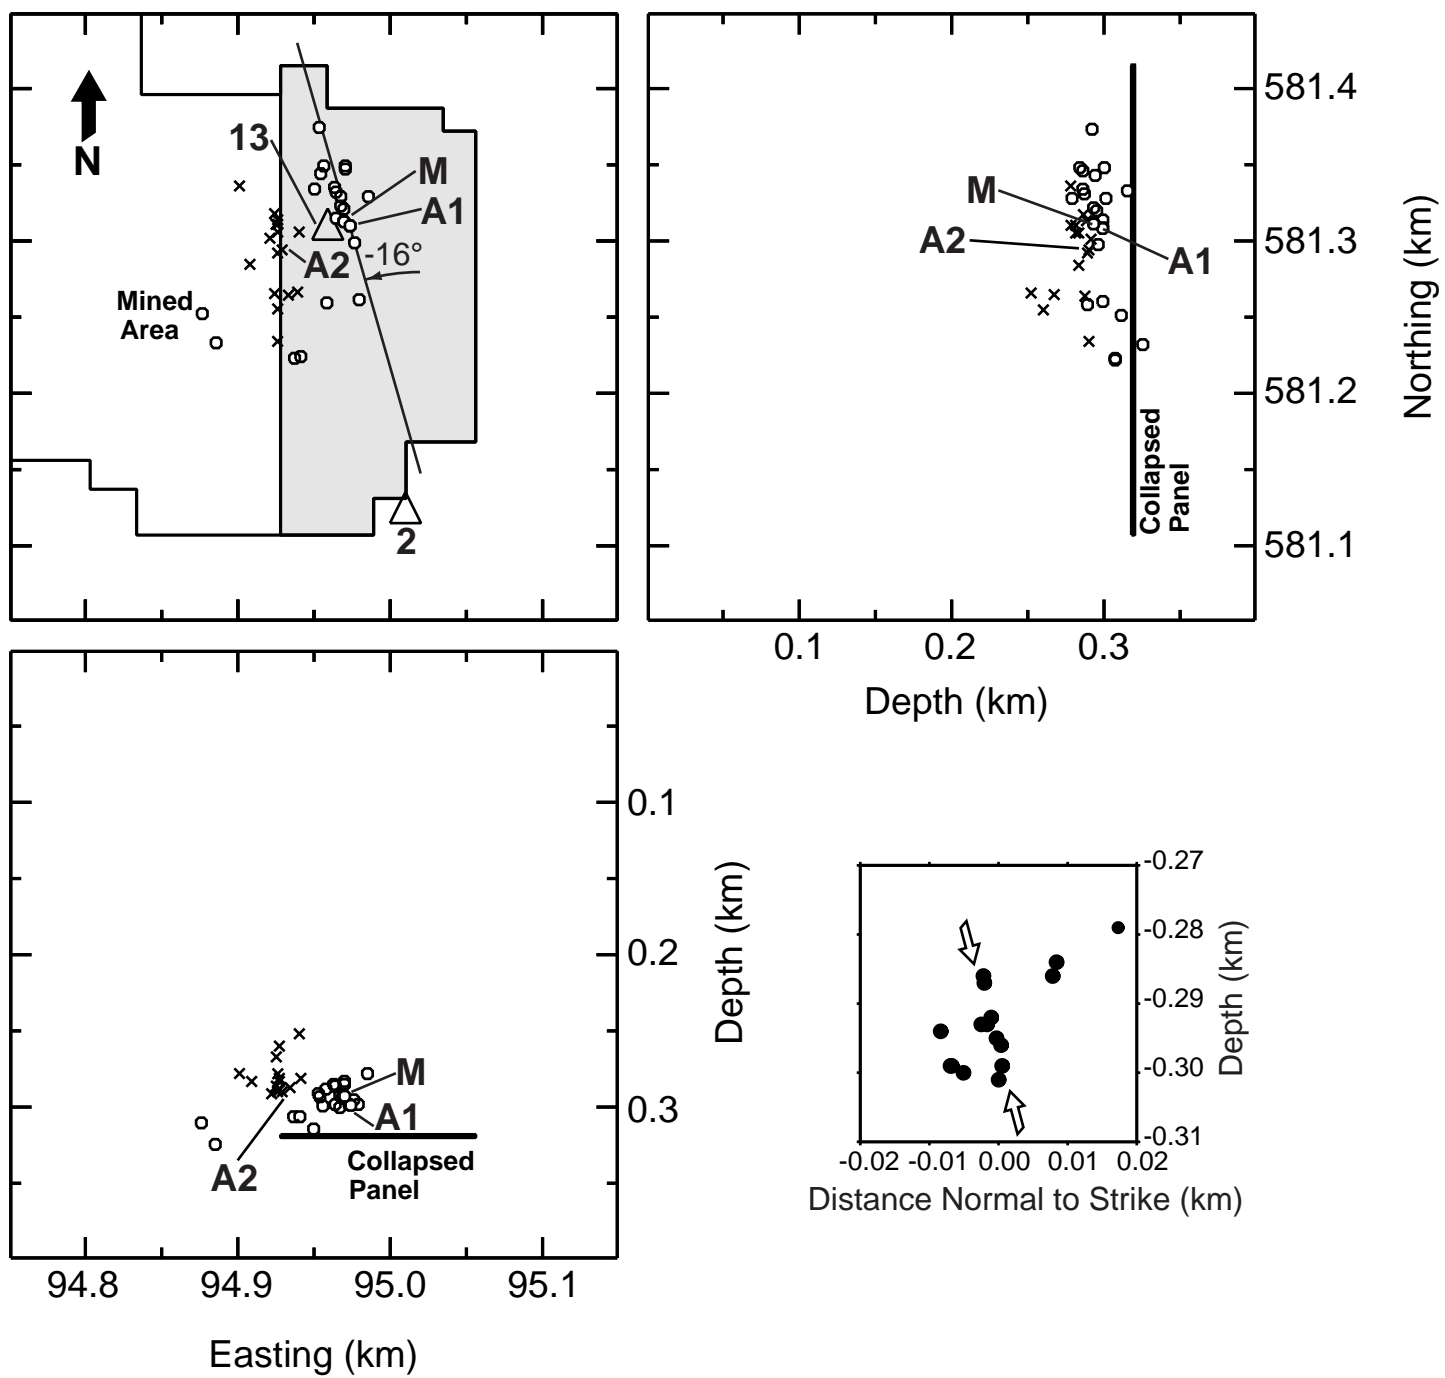 N
13
M
A1
A2
-16°
Mined
Area
2
M
A2
A1
Collapsed
Panel
581.4
581.3
581.2
581.1
Northing (km)
0.1
0.2
0.3
Depth (km)
0.1
0.2
0.3
Depth (km)
M
A1
A2
Collapsed
Panel
94.8
94.9
95.0
95.1
Easting (km)
-0.27
-0.28
-0.29
-0.30
-0.31
Depth (km)
-0.02 -0.01 0.00 0.01 0.02
Distance Normal to Strike (km)